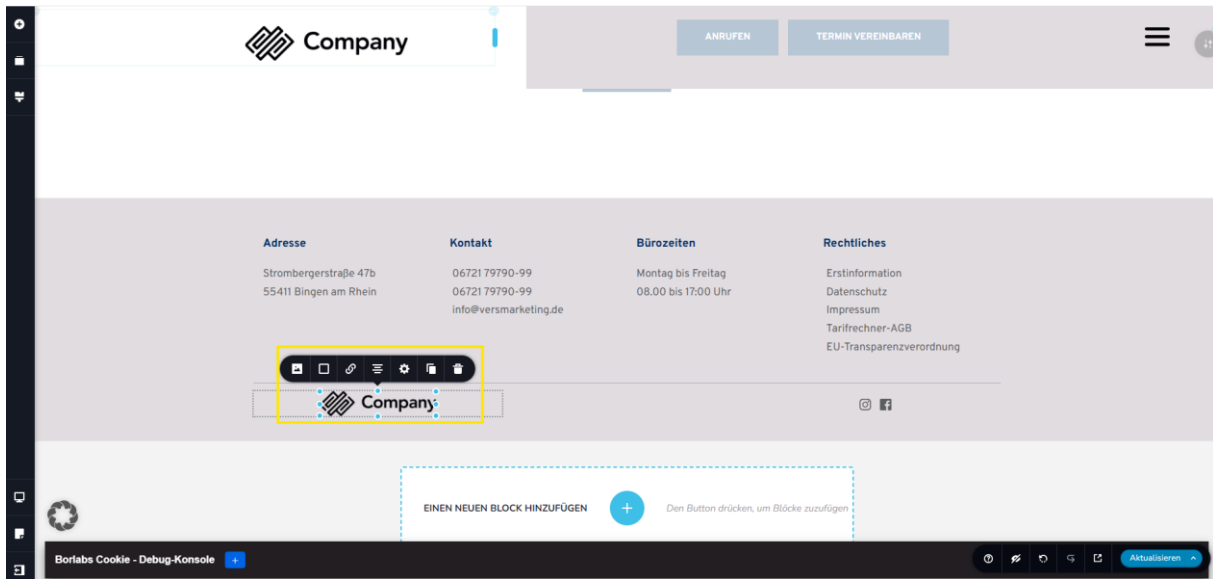 Company
ANRUFEN
TERMIN VEREINBAREN
Adresse
Strombergerstraße 47b
55411 Bingen am Rhein
Kontakt
06721 79790-99
06721 79790-99
info@versmarketing.de
Bürozeiten
Montag bis Freitag
08.00 bis 17:00 Uhr
Rechtliches
Erstinformation
Datenschutz
Impressum
Tarifrechner-AGB
EU-Transparenzverordnung
Company
EINEN NEUEN BLOCK HINZUFÜGEN
Den Button drücken, um Blöcke zuzufügen
Borlabs Cookie - Debug-Konsole
Aktualisieren